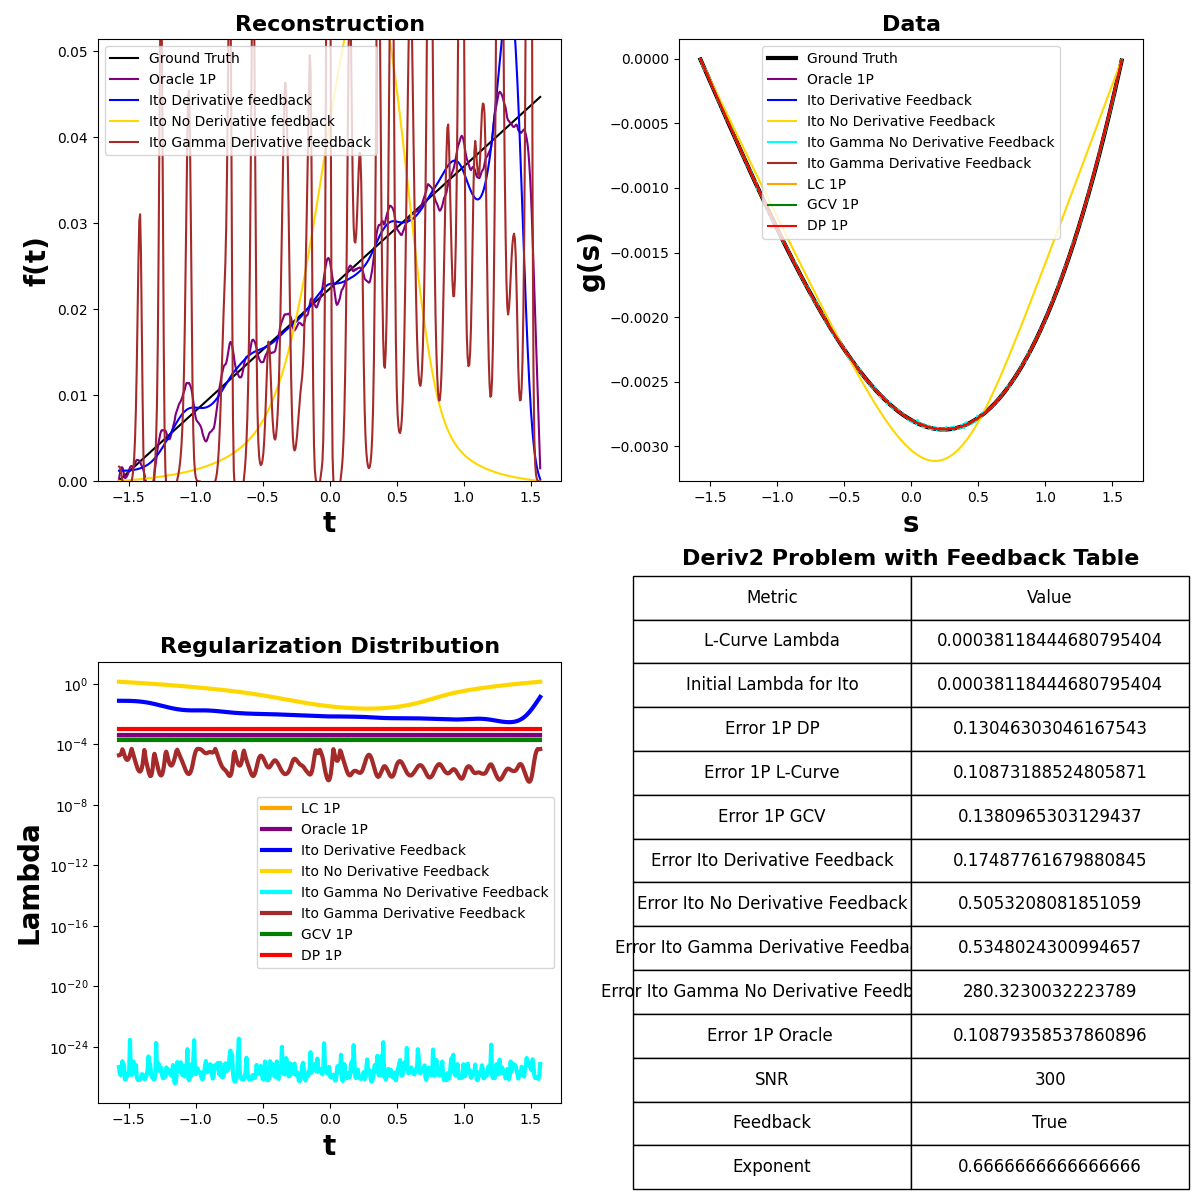 Reconstruction
0.05
0.04
0.03
0.02
0.01
0.00
f(t)
Ground Truth
Oracle 1P
Ito Derivative feedback
Ito No Derivative feedback
Ito Gamma Derivative feedback
−1.5 −1.0 −0.5 0.0 0.5 1.0 1.5
t
Data
0.0000
−0.0005
−0.0010
−0.0015
−0.0020
−0.0025
−0.0030
g(s)
Ground Truth
Oracle 1P
Ito Derivative Feedback
Ito No Derivative Feedback
Ito Gamma No Derivative Feedback
Ito Gamma Derivative Feedback
LC 1P
GCV 1P
DP 1P
−1.5 −1.0 −0.5 0.0 0.5 1.0 1.5
s
Regularization Distribution
10^0
10^−4
10^−8
10^−12
10^−16
10^−20
10^−24
Lambda
LC 1P
Oracle 1P
Ito Derivative Feedback
Ito No Derivative Feedback
Ito Gamma No Derivative Feedback
Ito Gamma Derivative Feedback
GCV 1P
DP 1P
−1.5 −1.0 −0.5 0.0 0.5 1.0 1.5
t
Deriv2 Problem with Feedback Table
Metric Value
L-Curve Lambda 0.00038118444680795404
Initial Lambda for Ito 0.00038118444680795404
Error 1P DP 0.13046303046167543
Error 1P L-Curve 0.10873188524805871
Error 1P GCV 0.1380965303129437
Error Ito Derivative Feedback 0.17487761679880845
Error Ito No Derivative Feedback 0.5053208081851059
Error Ito Gamma Derivative Feedba 0.5348024300994657
Error Ito Gamma No Derivative Feedb 280.3230032223789
Error 1P Oracle 0.10879358537860896
SNR 300
Feedback True
Exponent 0.6666666666666666